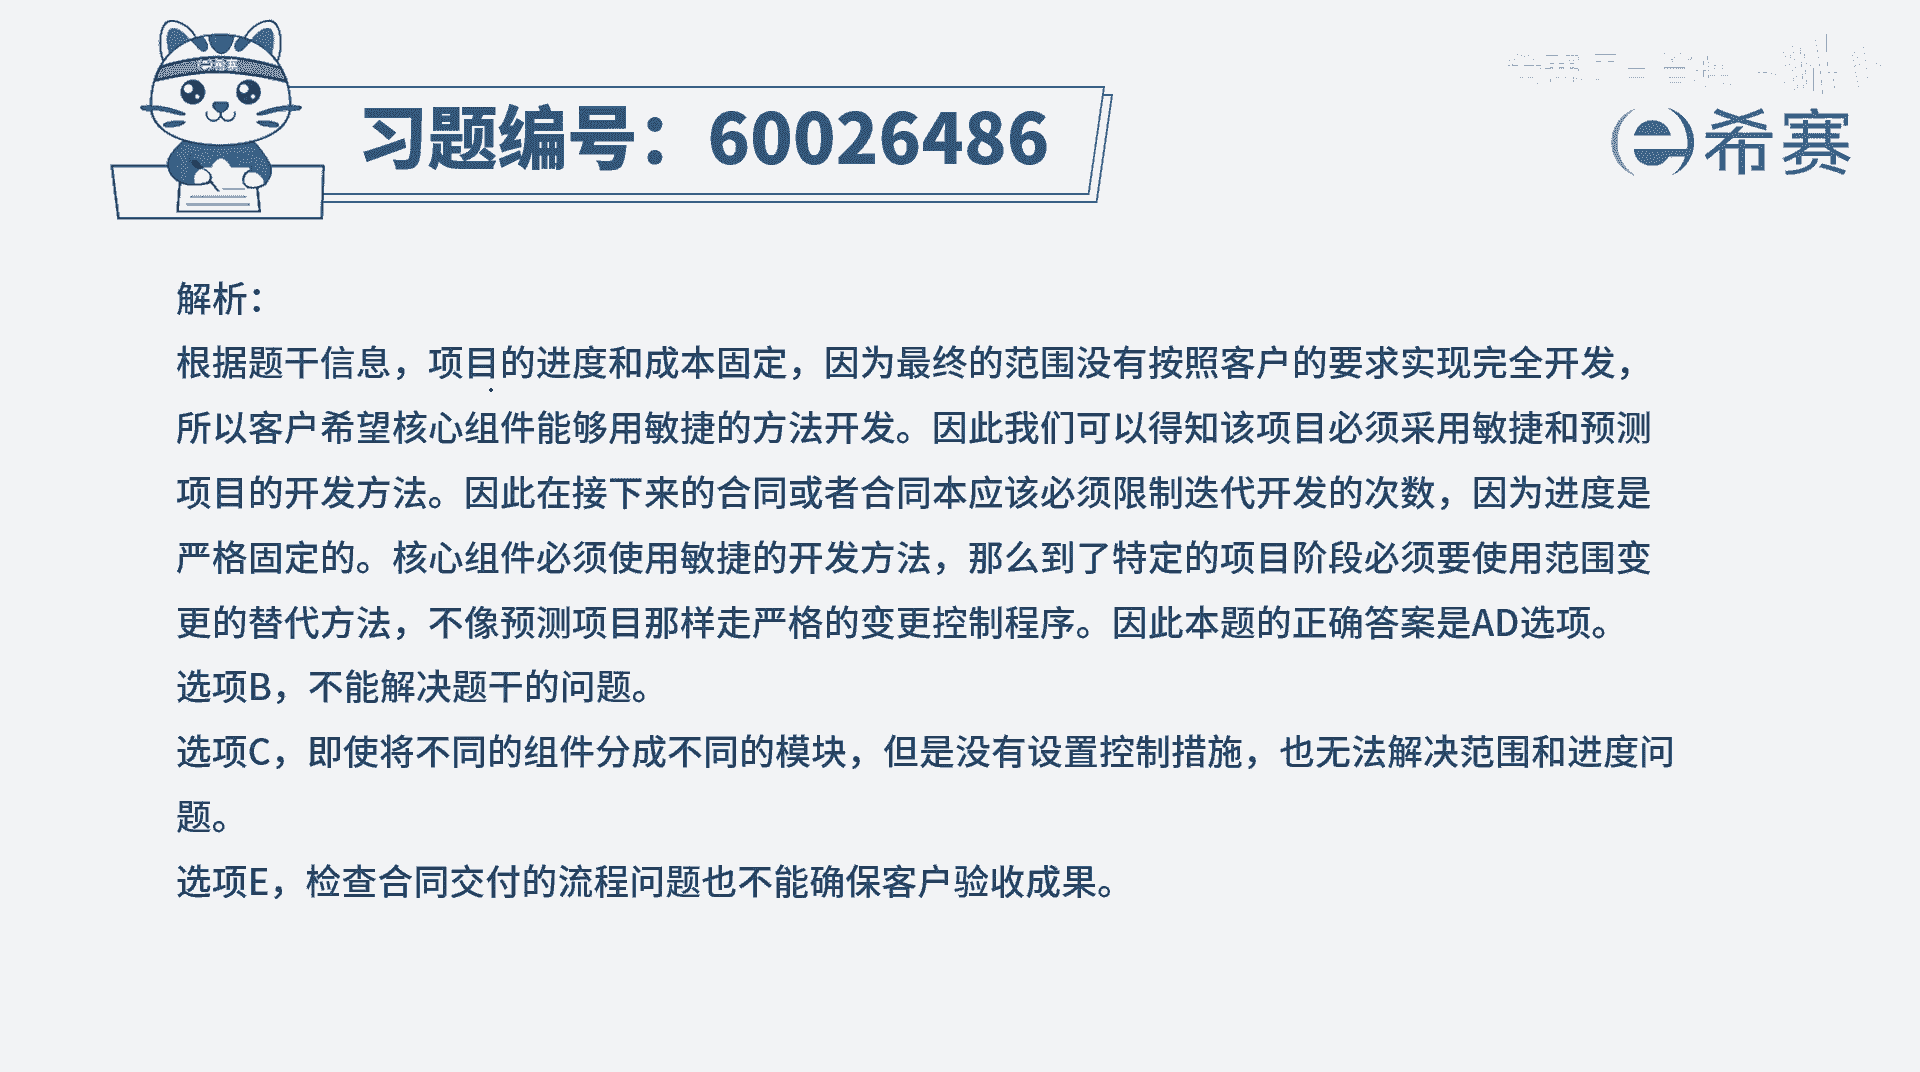 e希赛
习题编号：60026486
e希赛
解析：
根据题干信息，项目的进度和成本固定，因为最终的范围没有按照客户的要求实现完全开发，
所以客户希望核心组件能够用敏捷的方法开发。因此我们可以得知该项目必须采用敏捷和预测
项目的开发方法。因此在接下来的合同或者合同本应该必须限制迭代开发的次数，因为进度是
严格固定的。核心组件必须使用敏捷的开发方法，那么到了特定的项目阶段必须要使用范围变
更的替代方法，不像预测项目那样走严格的变更控制程序。因此本题的正确答案是AD选项。
选项B，不能解决题干的问题。
选项C，即使将不同的组件分成不同的模块，但是没有设置控制措施，也无法解决范围和进度问
题。
选项E，检查合同交付的流程问题也不能确保客户验收成果。